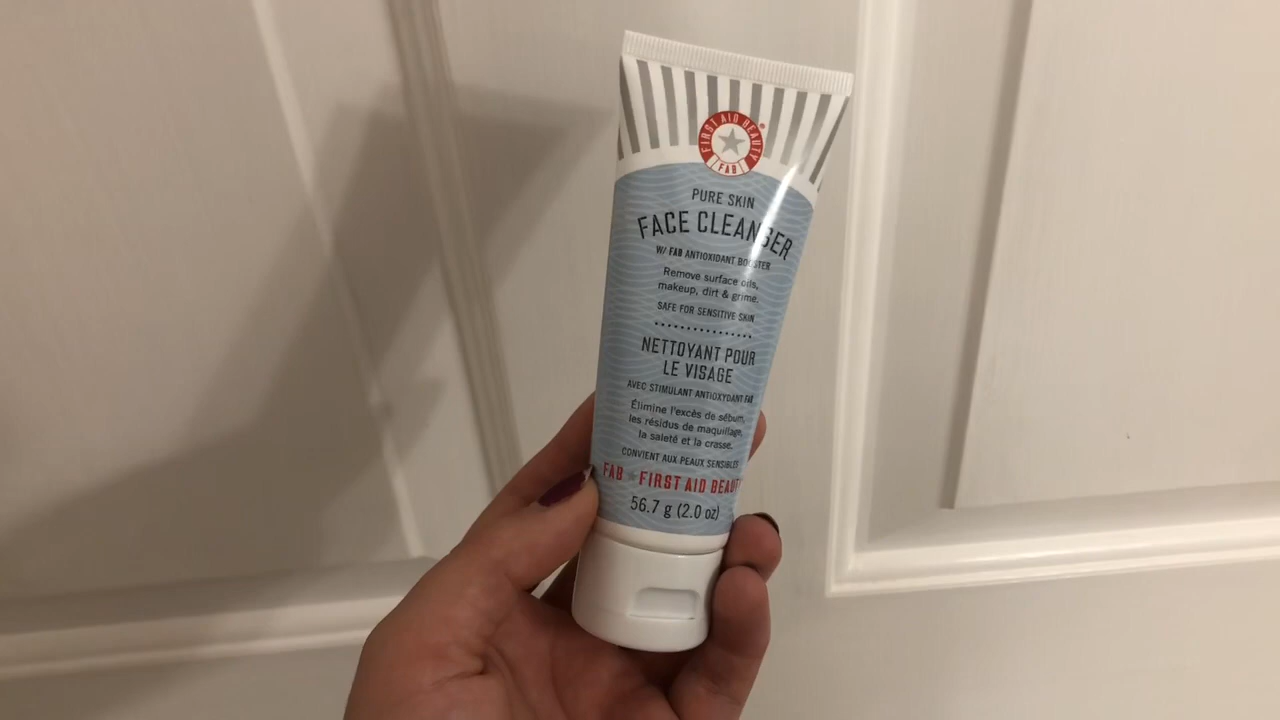 FIRST AID BEAUTY
FAB
PURE SKIN
FACE CLEANSER
W/ FAB ANTIOXIDANT BOOSTER
Remove surface oils,
makeup, dirt & grime.
SAFE FOR SENSITIVE SKIN
NETTOYANT POUR
LE VISAGE
AVEC STIMULANT ANTIOXYDANT FAB
Élimine l'excès de sébum,
les résidus de maquillage,
la saleté et la crasse.
CONVIENT AUX PEAUX SENSIBLES
FAB FIRST AID BEAUTY
56.7 g (2.0 oz)